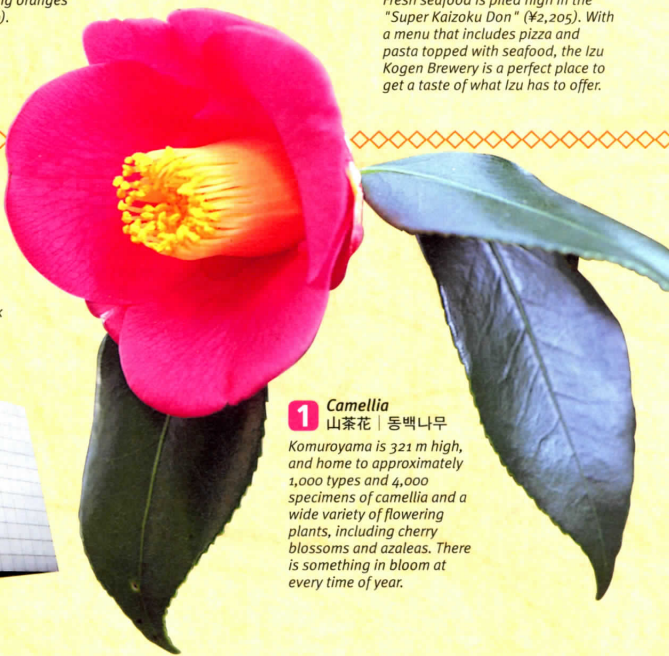 ng oranges
).
Fresh seafood is piled high in the
"Super Kaizoku Don" (¥2,205). With
a menu that includes pizza and
pasta topped with seafood, the Izu
Kogen Brewery is a perfect place to
get a taste of what Izu has to offer.
1 Camellia
山茶花 | 동백나무
Komuroyama is 321 m high,
and home to approximately
1,000 types and 4,000
specimens of camellia and a
wide variety of flowering
plants, including cherry
blossoms and azaleas. There
is something in bloom at
every time of year.